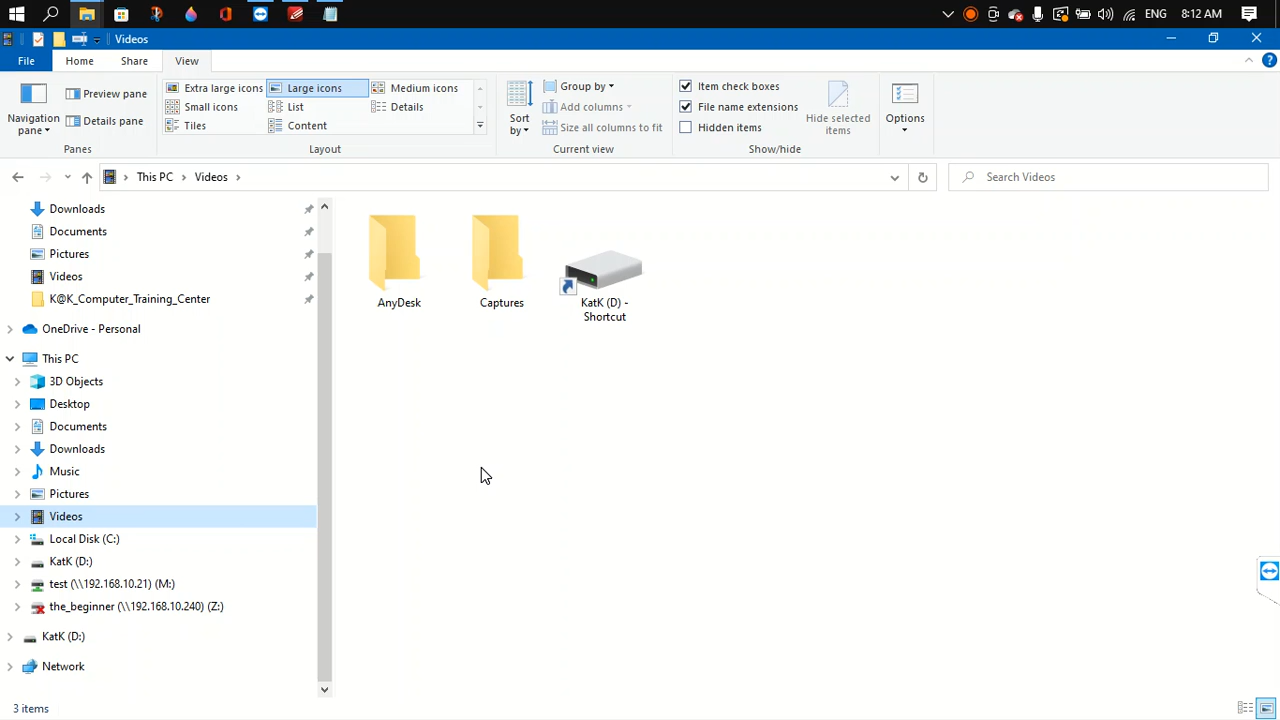 ENG 8:12 AM
Videos
File Home Share View
Navigation pane
Preview pane
Details pane
Panes
Extra large icons Large icons Medium icons
Small icons List Details
Tiles Content
Layout
Sort by
Group by
Add columns
Size all columns to fit
Current view
Item check boxes
File name extensions
Hidden items
Hide selected items
Show/hide
Options
This PC Videos
Search Videos
Downloads
Documents
Pictures
Videos
K@K_Computer_Training_Center
OneDrive - Personal
This PC
3D Objects
Desktop
Documents
Downloads
Music
Pictures
Videos
Local Disk (C:)
KatK (D:)
test (\\192.168.10.21) (M:)
the_beginner (\\192.168.10.240) (Z:)
KatK (D:)
Network
AnyDesk
Captures
KatK (D) -
Shortcut
3 items